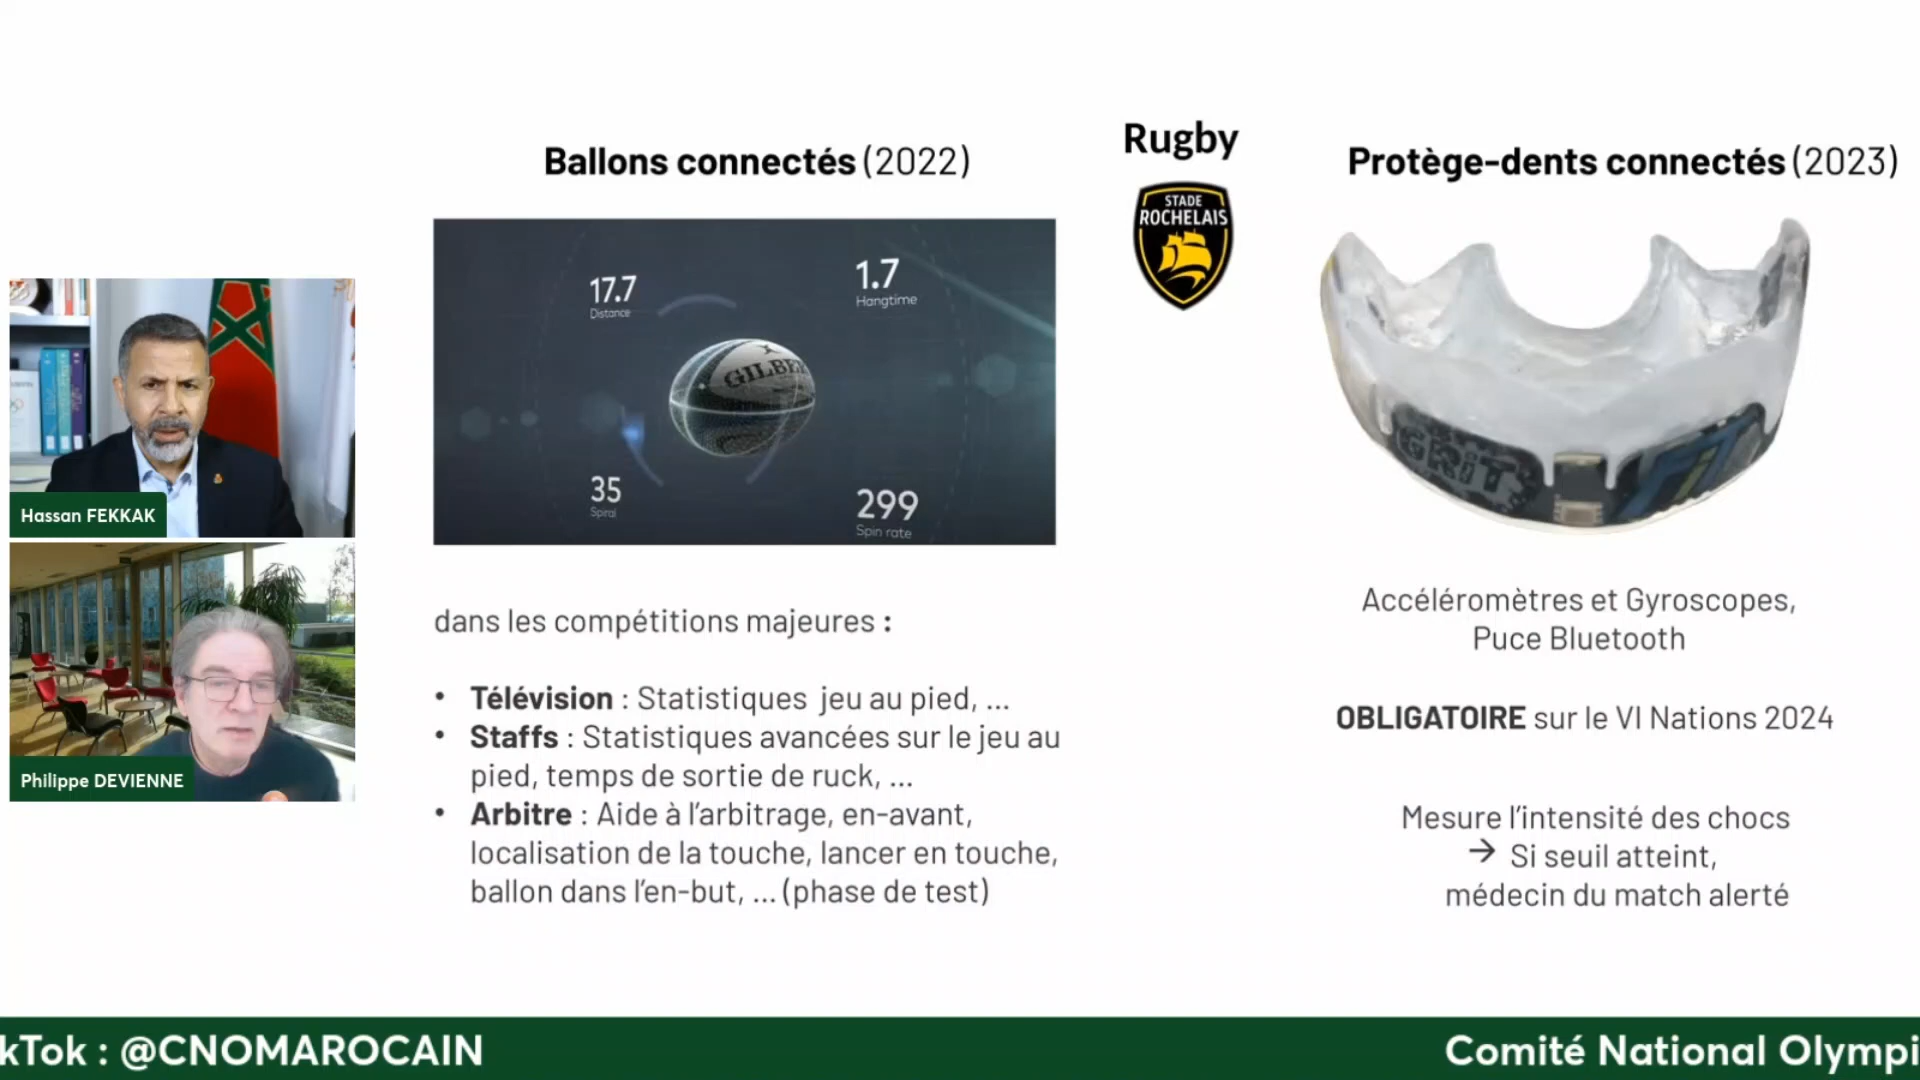 Rugby
Ballons connectés (2022)
Protège-dents connectés (2023)
STADE
ROCHELAIS
17.7
Distance
1.7
Hangtime
GILBE
35
Spiral
299
Spin rate
GRIT
Hassan FEKKAK
Philippe DEVIENNE
dans les compétitions majeures :
• Télévision : Statistiques jeu au pied, ...
• Staffs : Statistiques avancées sur le jeu au
pied, temps de sortie de ruck, ...
• Arbitre : Aide à l'arbitrage, en-avant,
localisation de la touche, lancer en touche,
ballon dans l'en-but, ... (phase de test)
Accéléromètres et Gyroscopes,
Puce Bluetooth
OBLIGATOIRE sur le VI Nations 2024
Mesure l'intensité des chocs
→ Si seuil atteint,
médecin du match alerté
kTok : @CNOMAROCAIN
Comité National Olympi